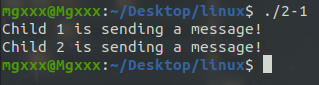 mgxxx@Mgxxx:~/Desktop/linux$ ./2-1
Child 1 is sending a message!
Child 2 is sending a message!
mgxxx@Mgxxx:~/Desktop/linux$